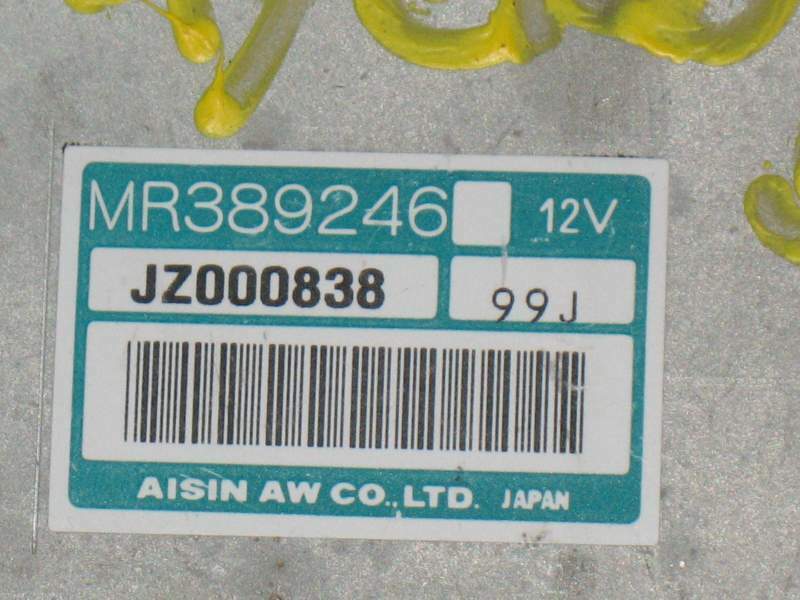 MR389246 12V
JZ000838 99J
AISIN AW CO.,LTD. JAPAN